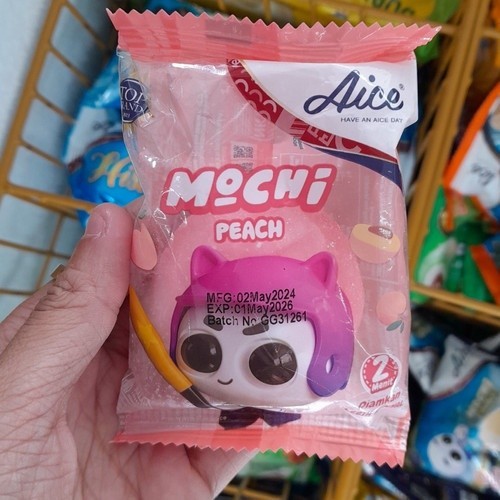 Aice
HAVE AN AICE DAY
MOCHI
PEACH
MFG:02May2024
EXP:01May2026
Batch No GG31261
2
Menit
Diamkan